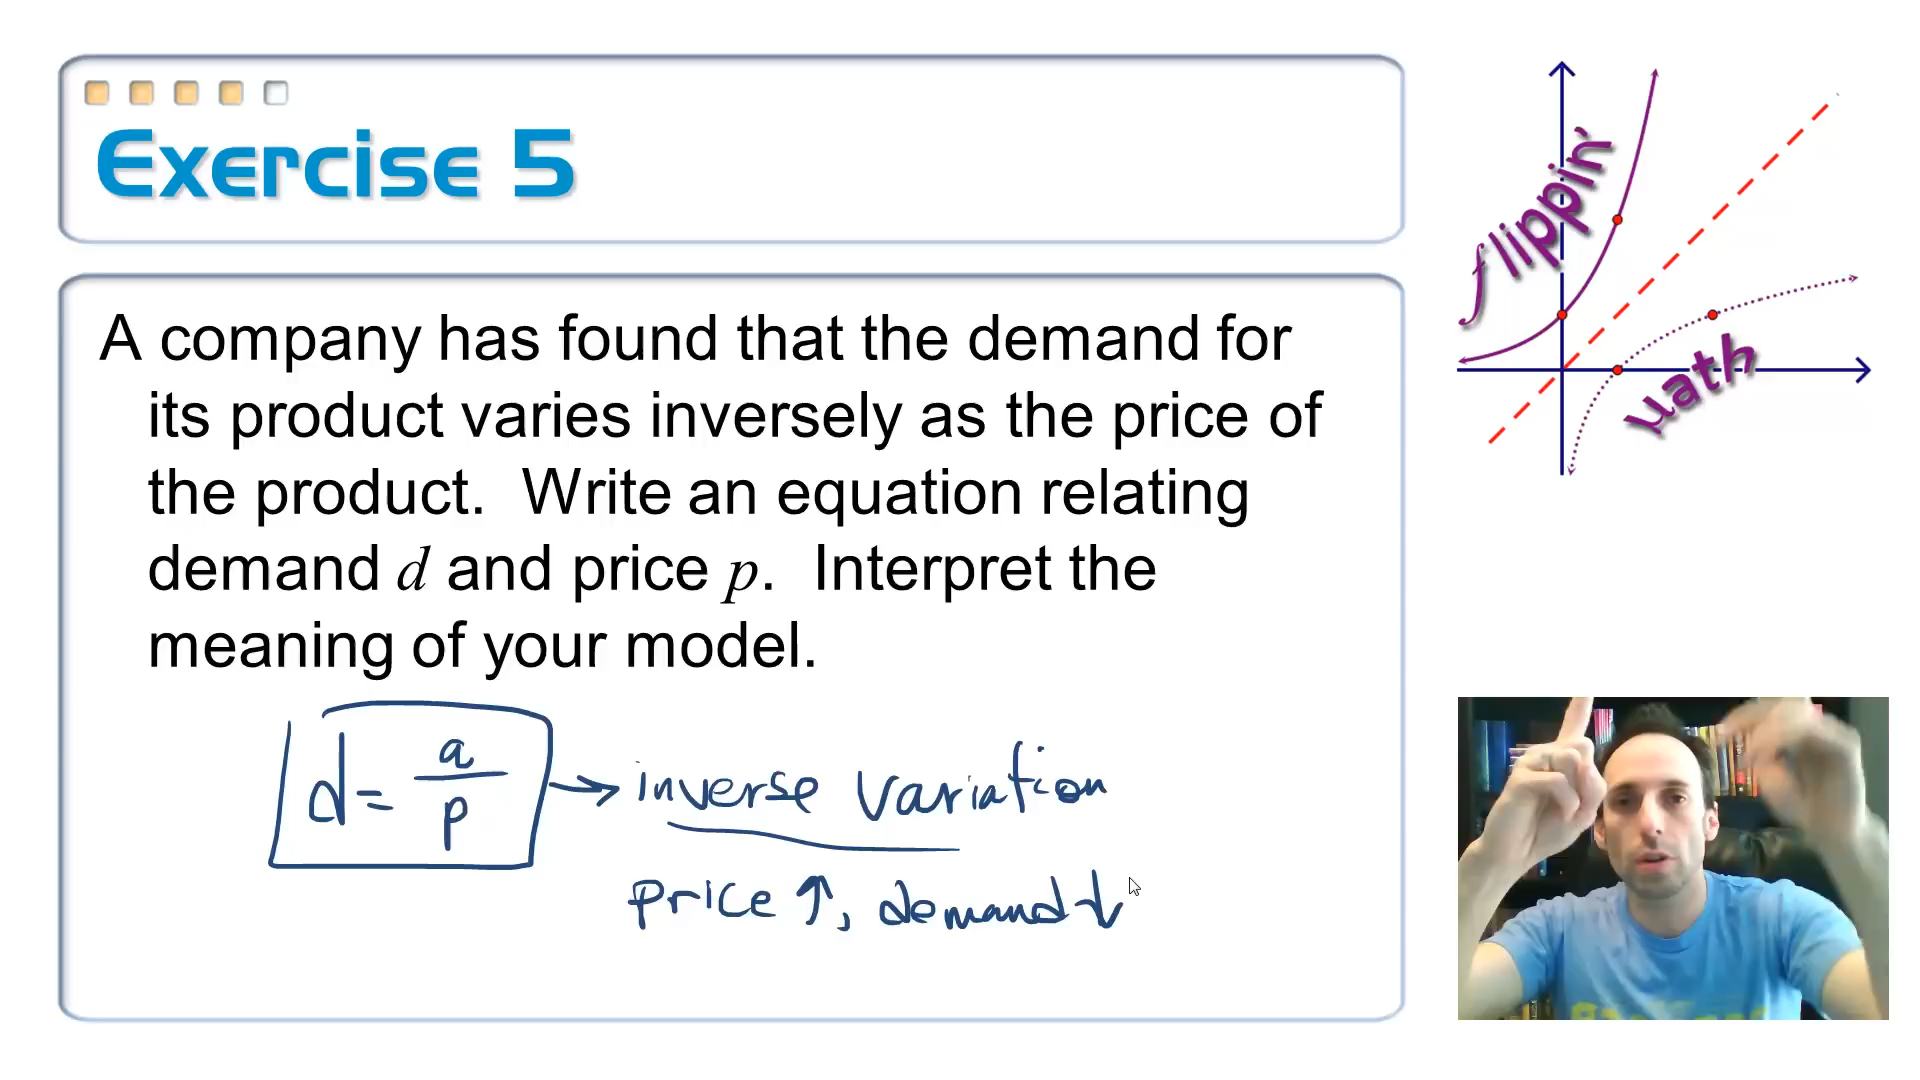 Exercise 5
A company has found that the demand for
its product varies inversely as the price of
the product. Write an equation relating
demand d and price p. Interpret the
meaning of your model.
d = a/p → inverse variation
price ↑, demand ↓
flippin'
math